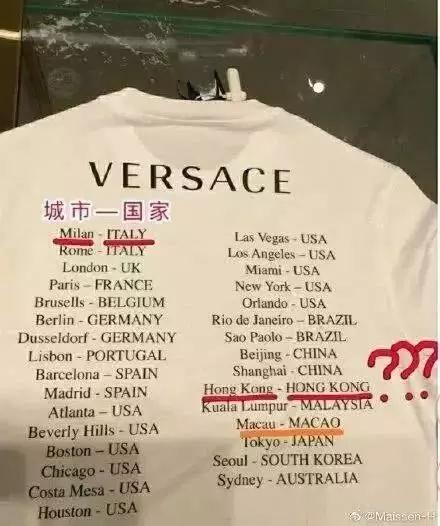 VERSACE
城市—国家
Milan - ITALY
Rome - ITALY
London - UK
Paris – FRANCE
Brusells - BELGIUM
Berlin - GERMANY
Dusseldorf - GERMANY
Lisbon - PORTUGAL
Barcelona – SPAIN
Madrid - SPAIN
Atlanta – USA
Beverly Hills - USA
Boston – USA
Chicago - USA
Costa Mesa - USA
Houston - USA
Las Vegas - USA
Los Angeles – USA
Miami - USA
New York – USA
Orlando - USA
Rio de Janeiro – BRAZIL
Sao Paolo – BRAZIL
Beijing - CHINA
Shanghai - CHINA
Hong Kong - HONG KONG
???
Kuala Lumpur - MALAYSIA
Macau - MACAO
Tokyo - JAPAN
Seoul - SOUTH KOREA
Sydney - AUSTRALIA
@Maissen-H